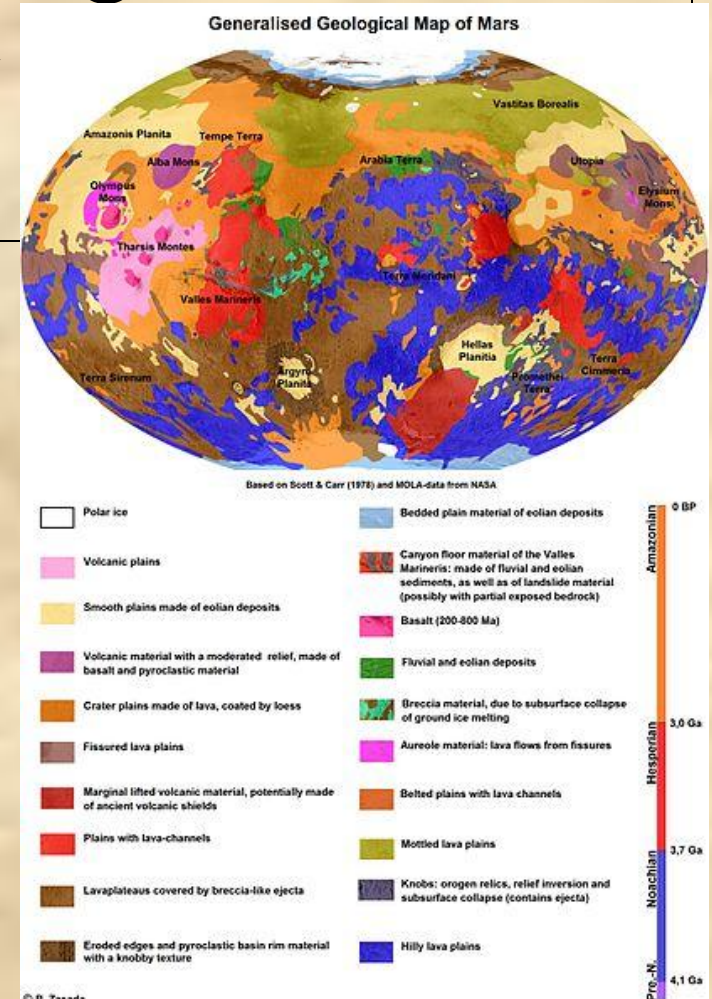 Generalised Geological Map of Mars
Vastitas Borealis
Amazonis Planita
Tempe Terra
Alba Mons
Arabia Terra
Utopia
Olympus
Mons
Elysium
Mons
Tharsis Montes
Terra Meridani
Valles Marineris
Hellas
Planitia
Argyre
Planita
Terra Sirenum
Promethei
Terra
Terra
Cimmeria
Based on Scott & Carr (1978) and MOLA-data from NASA
Polar ice
Volcanic plains
Smooth plains made of eolian deposits
Volcanic material with a moderated relief, made of
basalt and pyroclastic material
Crater plains made of lava, coated by loess
Fissured lava plains
Marginal lifted volcanic material, potentially made
of ancient volcanic shields
Plains with lava-channels
Lavaplateaus covered by breccia-like ejecta
Eroded edges and pyroclastic basin rim material
with a knobby texture
Bedded plain material of eolian deposits
Canyon floor material of the Valles
Marineris: made of fluvial and eolian
sediments, as well as of landslide material
(possibly with partial exposed bedrock)
Basalt (200-800 Ma)
Fluvial and eolian deposits
Breccia material, due to subsurface collapse
of ground ice melting
Aureole material: lava flows from fissures
Belted plains with lava channels
Mottled lava plains
Knobs: orogen relics, relief inversion and
subsurface collapse (contains ejecta)
Hilly lava plains
0 BP
Amazonian
3,0 Ga
Hesperian
3,7 Ga
Noachian
4,1 Ga
Pre.-N.